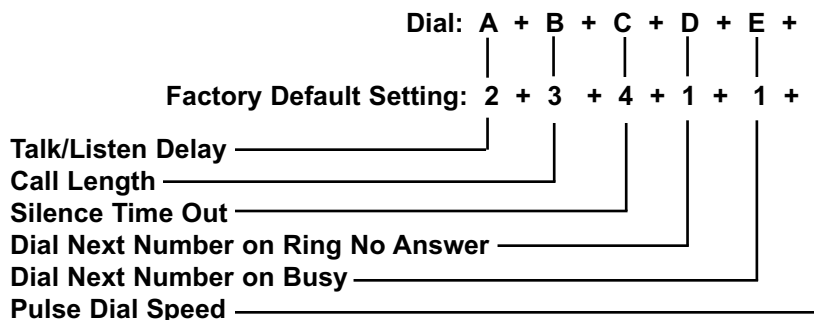 Dial: A + B + C + D + E +
Factory Default Setting: 2 + 3 + 4 + 1 + 1 +
Talk/Listen Delay
Call Length
Silence Time Out
Dial Next Number on Ring No Answer
Dial Next Number on Busy
Pulse Dial Speed